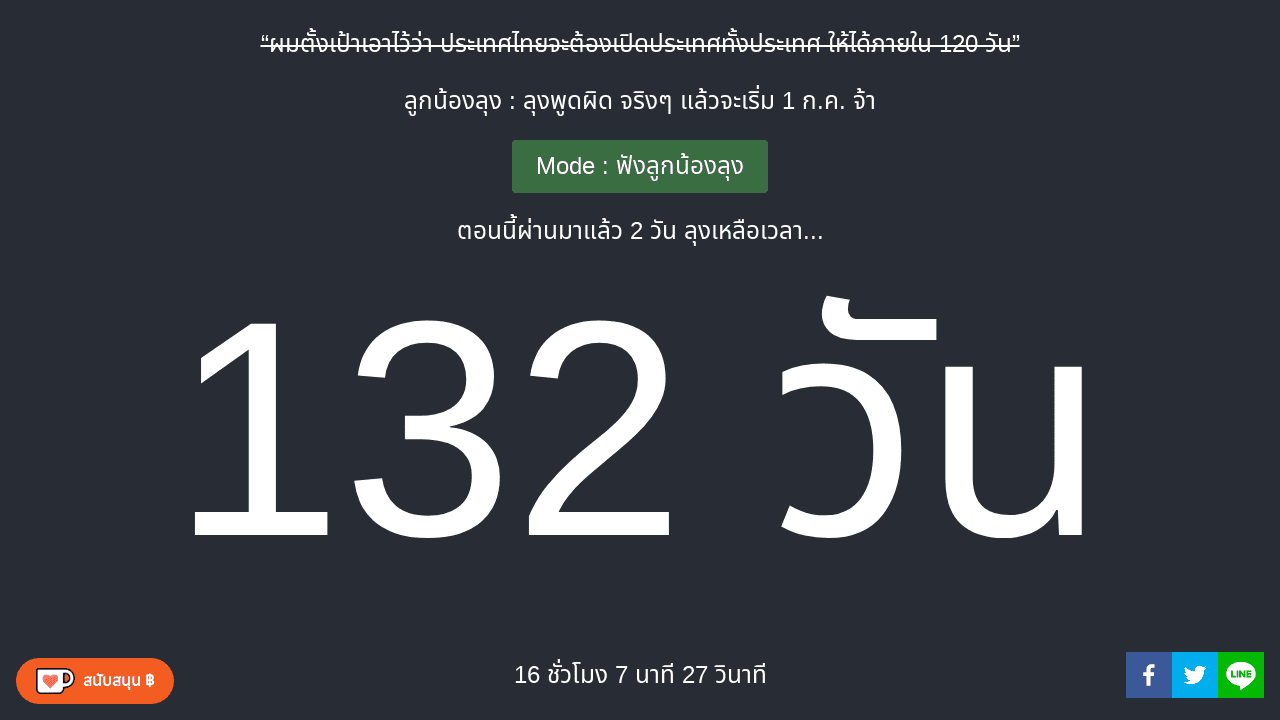 “ผมตั้งเป้าเอาไว้ว่า ประเทศไทยจะต้องเปิดประเทศทั้งประเทศ ให้ได้ภายใน 120 วัน”
ลูกน้องลุง : ลุงพูดผิด จริงๆ แล้วจะเริ่ม 1 ก.ค. จ้า
Mode : ฟังลูกน้องลุง
ตอนนี้ผ่านมาแล้ว 2 วัน ลุงเหลือเวลา...
132 วัน
16 ชั่วโมง 7 นาที 27 วินาที
สนับสนุน ฿
LINE